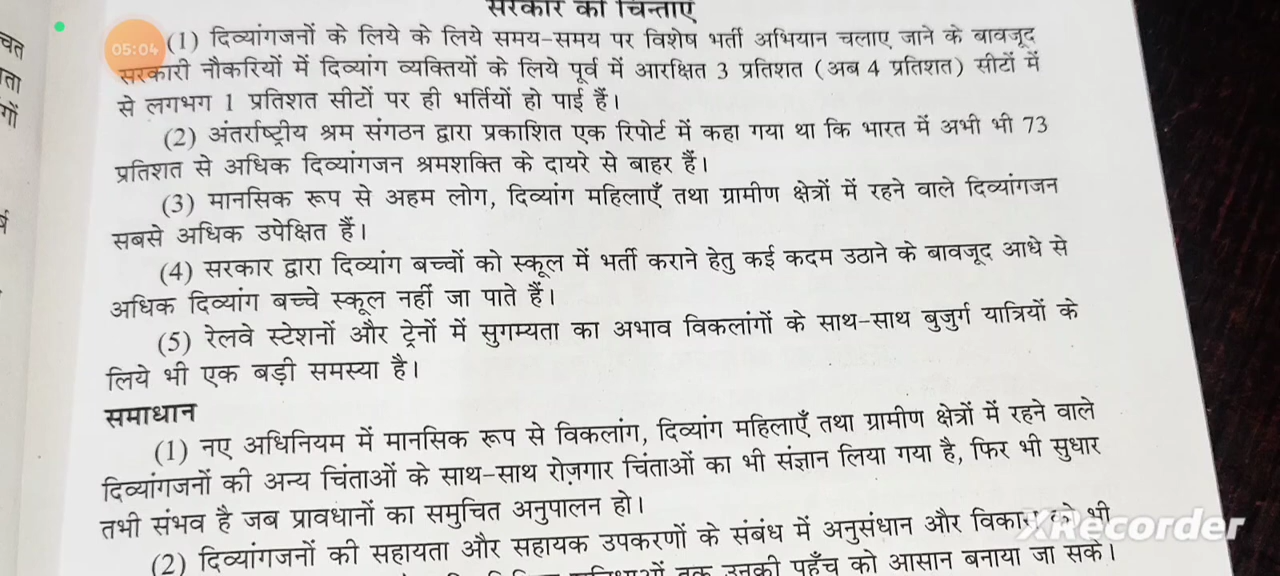 सरकार की चिन्ताएँ
चत
05:04
(1) दिव्यांगजनों के लिये के लिये समय-समय पर विशेष भर्ती अभियान चलाए जाने के बावजूद
सरकारी नौकरियों में दिव्यांग व्यक्तियों के लिये पूर्व में आरक्षित 3 प्रतिशत (अब 4 प्रतिशत) सीटों में
से लगभग 1 प्रतिशत सीटों पर ही भर्तियों हो पाई हैं।
(2) अंतर्राष्ट्रीय श्रम संगठन द्वारा प्रकाशित एक रिपोर्ट में कहा गया था कि भारत में अभी भी 73
प्रतिशत से अधिक दिव्यांगजन श्रमशक्ति के दायरे से बाहर हैं।
(3) मानसिक रूप से अहम लोग, दिव्यांग महिलाएँ तथा ग्रामीण क्षेत्रों में रहने वाले दिव्यांगजन
सबसे अधिक उपेक्षित हैं।
(4) सरकार द्वारा दिव्यांग बच्चों को स्कूल में भर्ती कराने हेतु कई कदम उठाने के बावजूद आधे से
अधिक दिव्यांग बच्चे स्कूल नहीं जा पाते हैं।
(5) रेलवे स्टेशनों और ट्रेनों में सुगम्यता का अभाव विकलांगों के साथ-साथ बुजुर्ग यात्रियों के
लिये भी एक बड़ी समस्या है।
समाधान
(1) नए अधिनियम में मानसिक रूप से विकलांग, दिव्यांग महिलाएँ तथा ग्रामीण क्षेत्रों में रहने वाले
दिव्यांगजनों की अन्य चिंताओं के साथ-साथ रोज़गार चिंताओं का भी संज्ञान लिया गया है, फिर भी सुधार
तभी संभव है जब प्रावधानों का समुचित अनुपालन हो।
(2) दिव्यांगजनों की सहायता और सहायक उपकरणों के संबंध में अनुसंधान और विकास को भी
तक उनकी पहुँच को आसान बनाया जा सके।
XRecorder